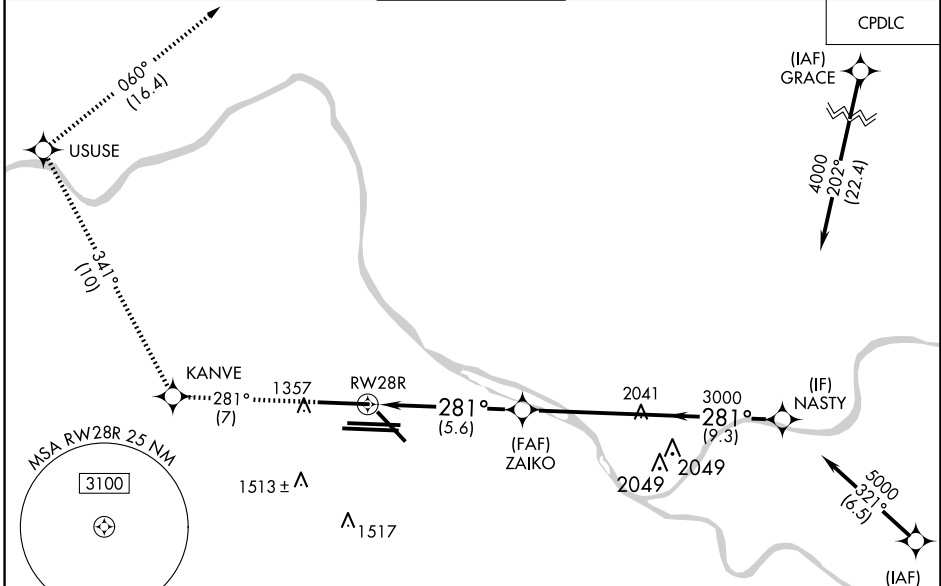 CPDLC
(IAF)
GRACE
4000
202°
(22.4)
060°
(16.4)
USUSE
341°
(10)
KANVE
281°
(7)
1357
RW28R
281°
(5.6)
(FAF)
ZAIKO
2041
3000
281°
(9.3)
(IF)
NASTY
2049
2049
5000
321°
(6.5)
(IAF)
MSA RW28R 25 NM
3100
1513 ±
1517